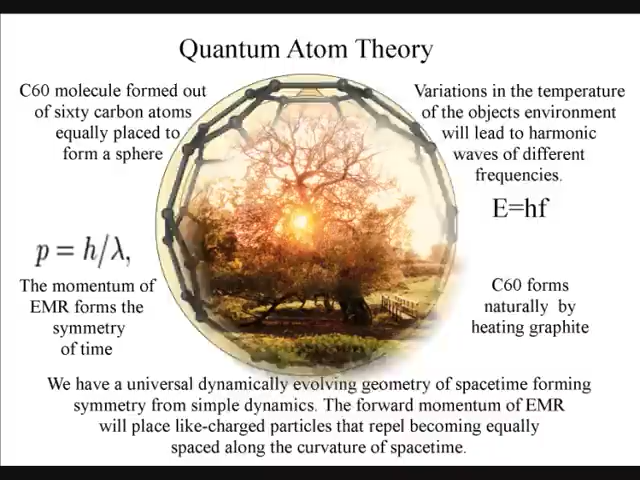 Quantum Atom Theory
C60 molecule formed out
of sixty carbon atoms
equally placed to
form a sphere
Variations in the temperature
of the objects environment
will lead to harmonic
waves of different
frequencies.
E=hf
p = h/λ,
The momentum of
EMR forms the
symmetry
of time
C60 forms
naturally by
heating graphite
We have a universal dynamically evolving geometry of spacetime forming
symmetry from simple dynamics. The forward momentum of EMR
will place like-charged particles that repel becoming equally
spaced along the curvature of spacetime.